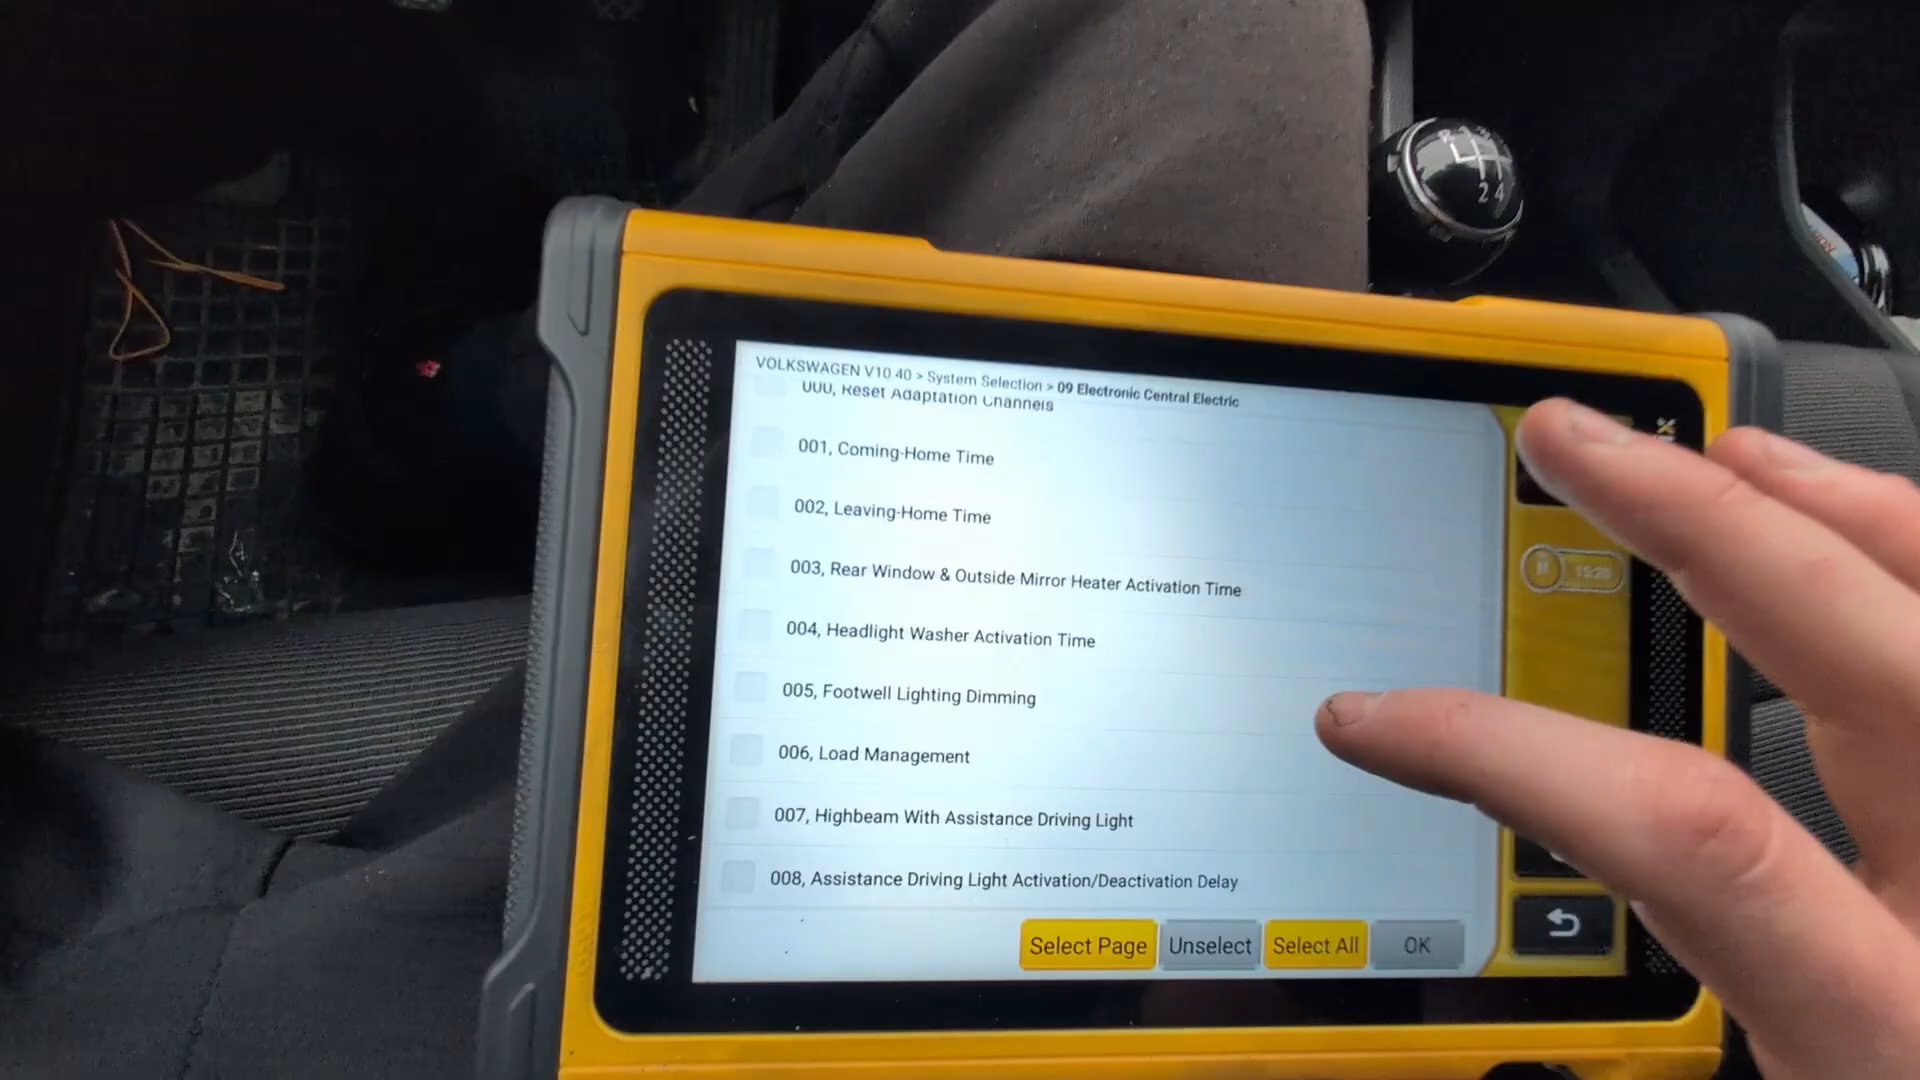 VOLKSWAGEN V10.40 > System Selection > 09 Electronic Central Electric
000, Reset Adaptation Channels
001, Coming-Home Time
002, Leaving-Home Time
003, Rear Window & Outside Mirror Heater Activation Time
004, Headlight Washer Activation Time
005, Footwell Lighting Dimming
006, Load Management
007, Highbeam With Assistance Driving Light
008, Assistance Driving Light Activation/Deactivation Delay
Select Page Unselect Select All OK
2 4